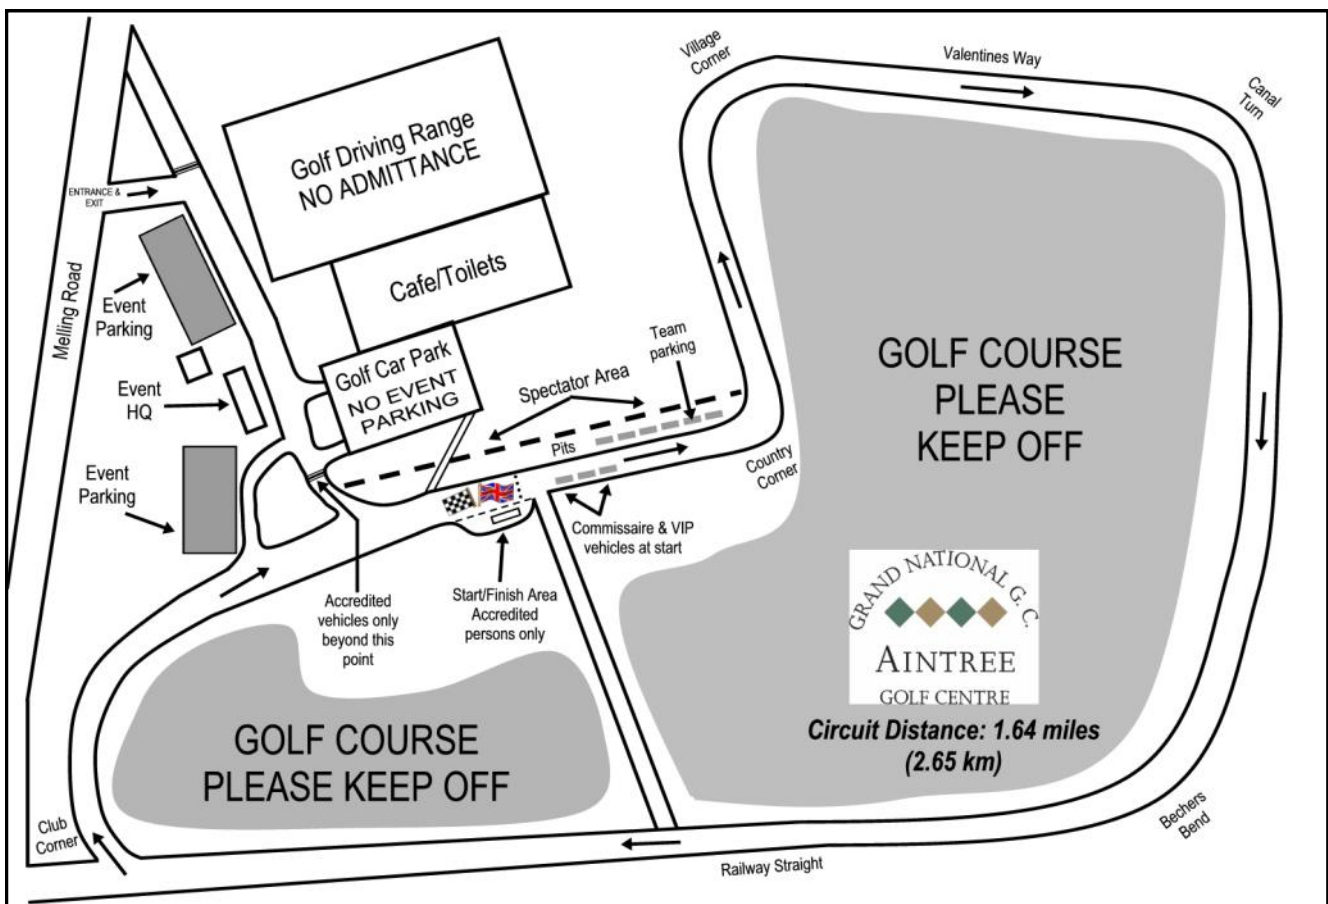 Village
Corner
Valentines Way
Canal
Turn
Golf Driving Range
NO ADMITTANCE
ENTRANCE &
EXIT
Melling Road
Cafe/Toilets
Event
Parking
Golf Car Park
NO EVENT
PARKING
Team
parking
Spectator Area
Event
HQ
GOLF COURSE
PLEASE
KEEP OFF
Pits
Country
Corner
Event
Parking
Commissaire & VIP
vehicles at start
Accredited
vehicles only
beyond this
point
Start/Finish Area
Accredited
persons only
GRAND NATIONAL G. C.
AINTREE
GOLF CENTRE
Circuit Distance: 1.64 miles
(2.65 km)
GOLF COURSE
PLEASE KEEP OFF
Club
Corner
Bechers
Bend
Railway Straight